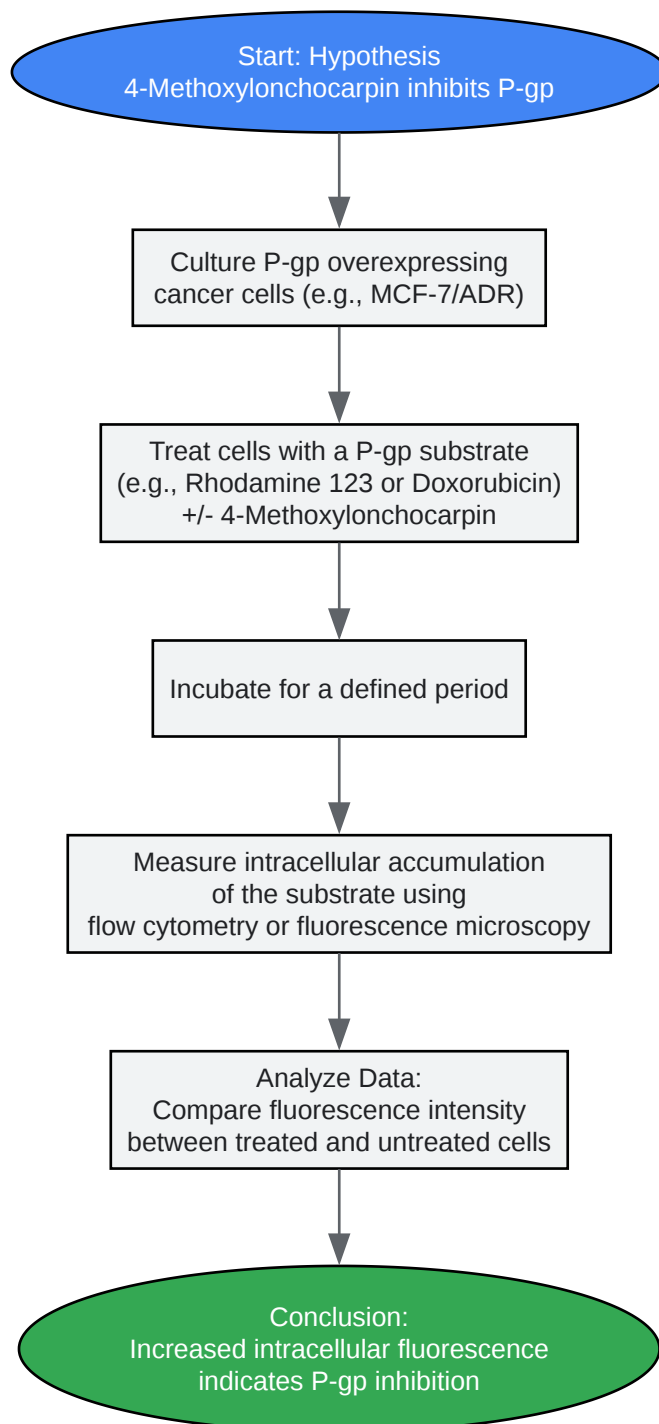 Start: Hypothesis
4-Methoxylonchocarpin inhibits P-gp
Culture P-gp overexpressing
cancer cells (e.g., MCF-7/ADR)
Treat cells with a P-gp substrate
(e.g., Rhodamine 123 or Doxorubicin)
+/- 4-Methoxylonchocarpin
Incubate for a defined period
Measure intracellular accumulation
of the substrate using
flow cytometry or fluorescence microscopy
Analyze Data:
Compare fluorescence intensity
between treated and untreated cells
Conclusion:
Increased intracellular fluorescence
indicates P-gp inhibition